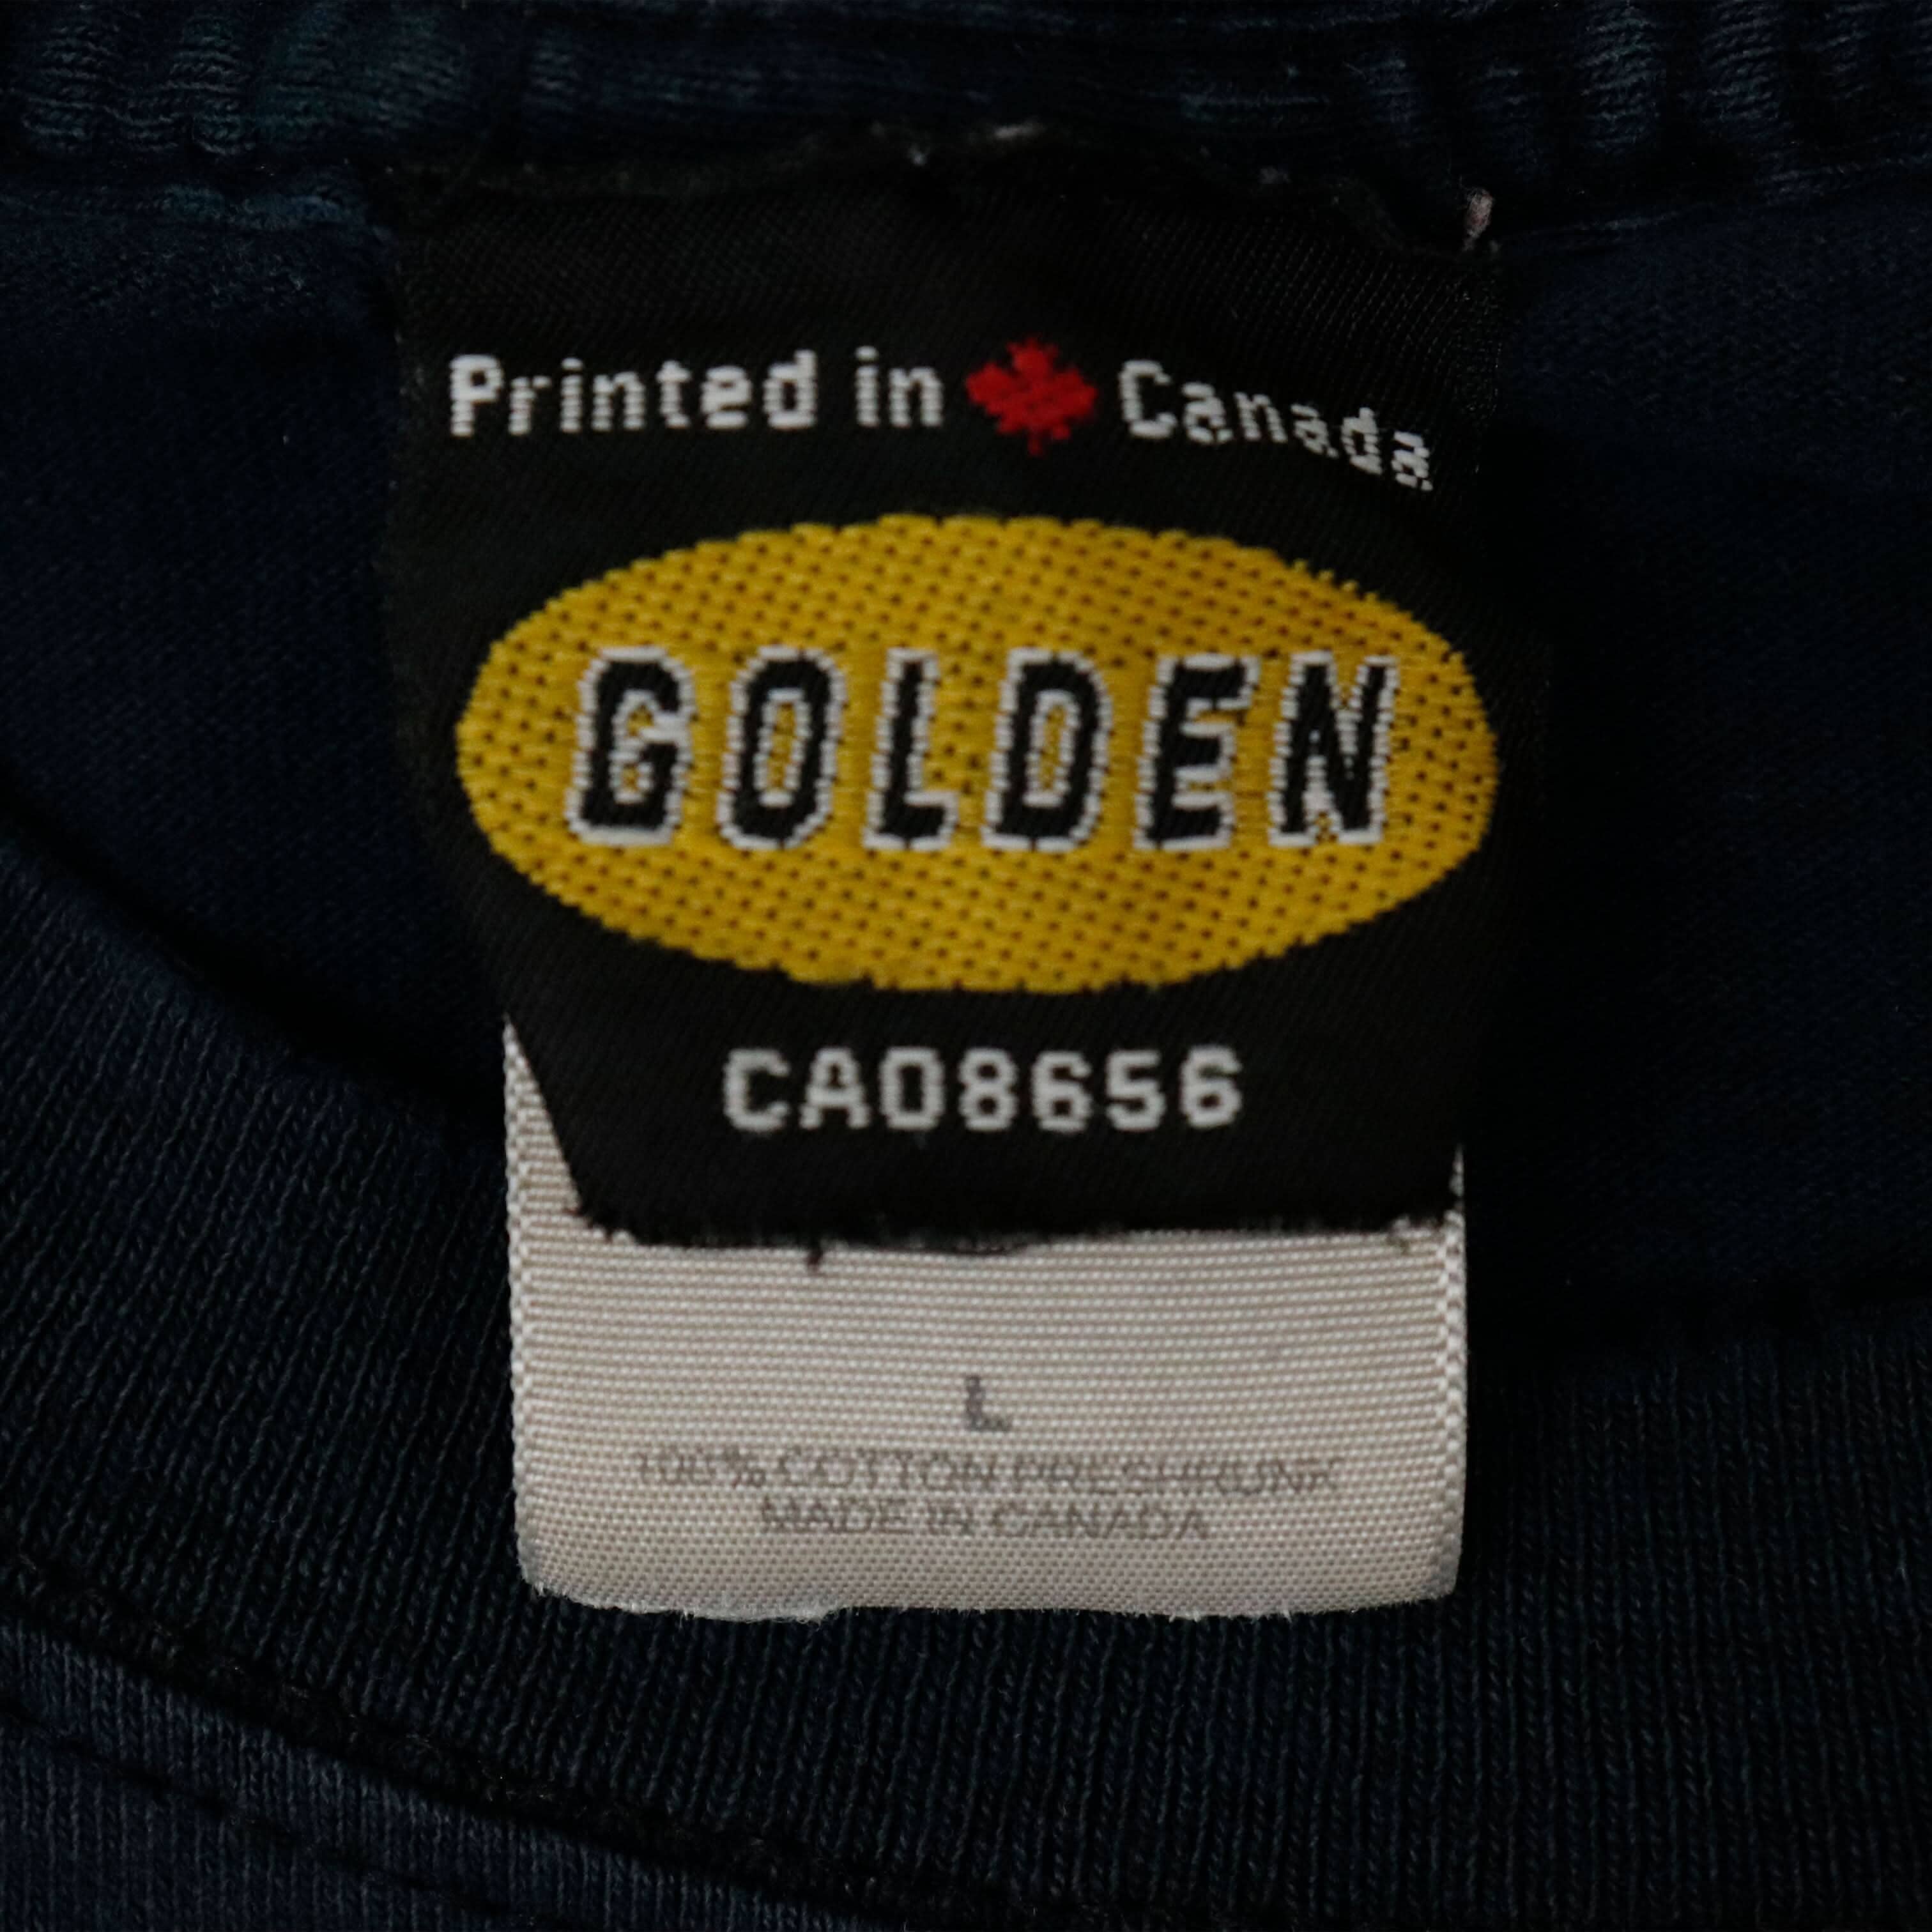 Printed in Canada
GOLDEN
CA08656
L
100% COTTON PRESHRUNK
MADE IN CANADA